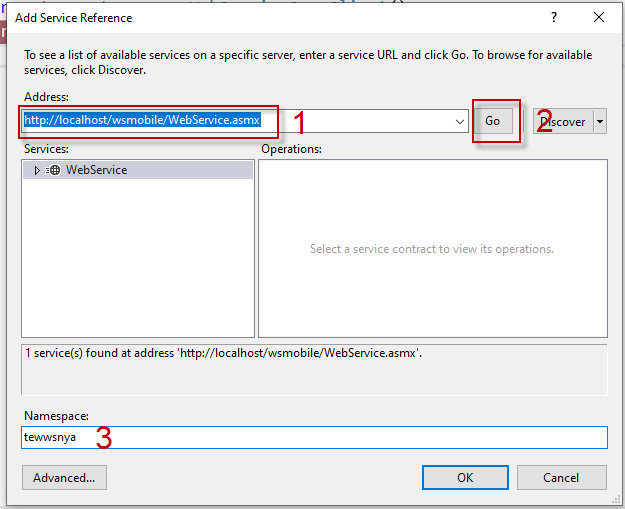 Add Service Reference
To see a list of available services on a specific server, enter a service URL and click Go. To browse for available
services, click Discover.
Address:
http://localhost/wsmobile/WebService.asmx 1 Go 2 Discover
Services: Operations:
WebService
Select a service contract to view its operations.
1 service(s) found at address 'http://localhost/wsmobile/WebService.asmx'.
Namespace:
tewwsnya 3
Advanced... OK Cancel